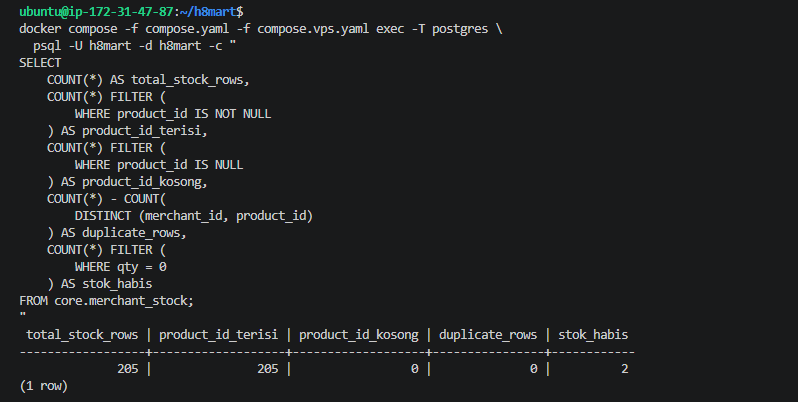 ubuntu@ip-172-31-47-87:~/h8mart$
docker compose -f compose.yaml -f compose.vps.yaml exec -T postgres \
  psql -U h8mart -d h8mart -c "
SELECT
    COUNT(*) AS total_stock_rows,
    COUNT(*) FILTER (
        WHERE product_id IS NOT NULL
    ) AS product_id_terisi,
    COUNT(*) FILTER (
        WHERE product_id IS NULL
    ) AS product_id_kosong,
    COUNT(*) - COUNT(
        DISTINCT (merchant_id, product_id)
    ) AS duplicate_rows,
    COUNT(*) FILTER (
        WHERE qty = 0
    ) AS stok_habis
FROM core.merchant_stock;
"
 total_stock_rows | product_id_terisi | product_id_kosong | duplicate_rows | stok_habis
------------------+-------------------+-------------------+----------------+------------
              205 |               205 |                 0 |              0 |          2
(1 row)